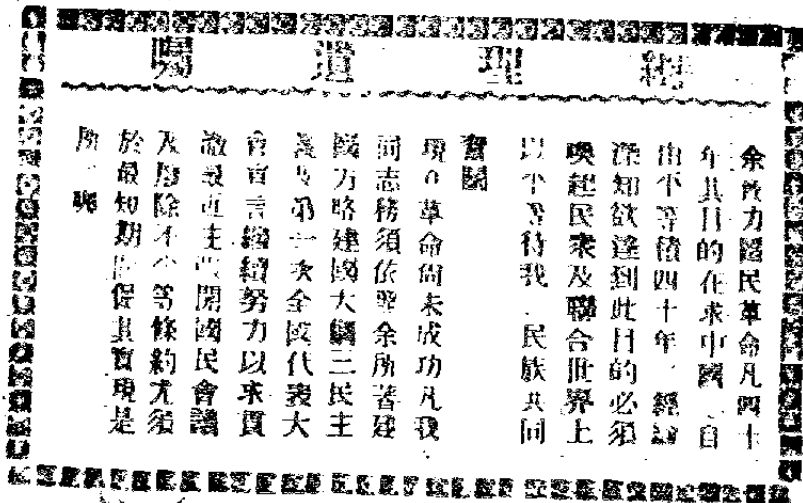 總理遺囑
余致力國民革命凡四十
年其目的在求中國之自
由平等積四十年之經驗
深知欲達到此目的必須
喚起民衆及聯合世界上
以平等待我之民族共同
奮鬭
現在革命尚未成功凡我
同志務須依照余所著建
國方略建國大綱三民主
義及第一次全國代表大
會宣言繼續努力以求貫
徹最近主張開國民會議
及廢除不平等條約尤須
於最短期間促其實現是
所至囑